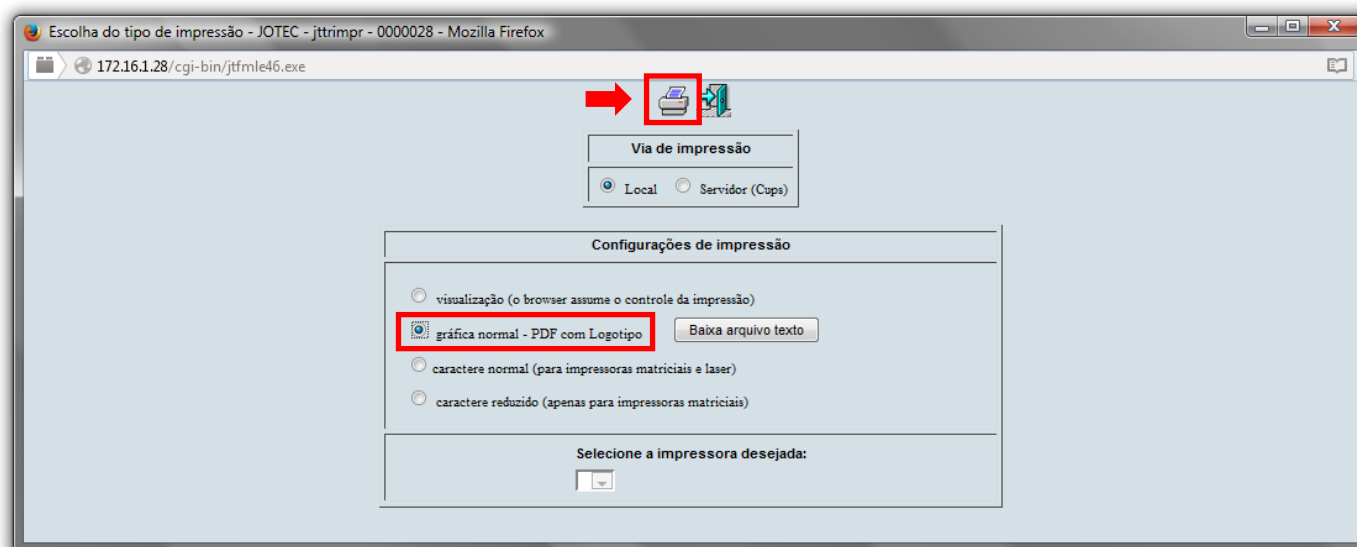 Escolha do tipo de impressão - JOTEC - jttrimpr - 0000028 - Mozilla Firefox
172.16.1.28/cgi-bin/jtfmle46.exe
Via de impressão
Local Servidor (Cups)
Configurações de impressão
visualização (o browser assume o controle da impressão)
gráfica normal - PDF com Logotipo Baixa arquivo texto
caractere normal (para impressoras matriciais e laser)
caractere reduzido (apenas para impressoras matriciais)
Selecione a impressora desejada: